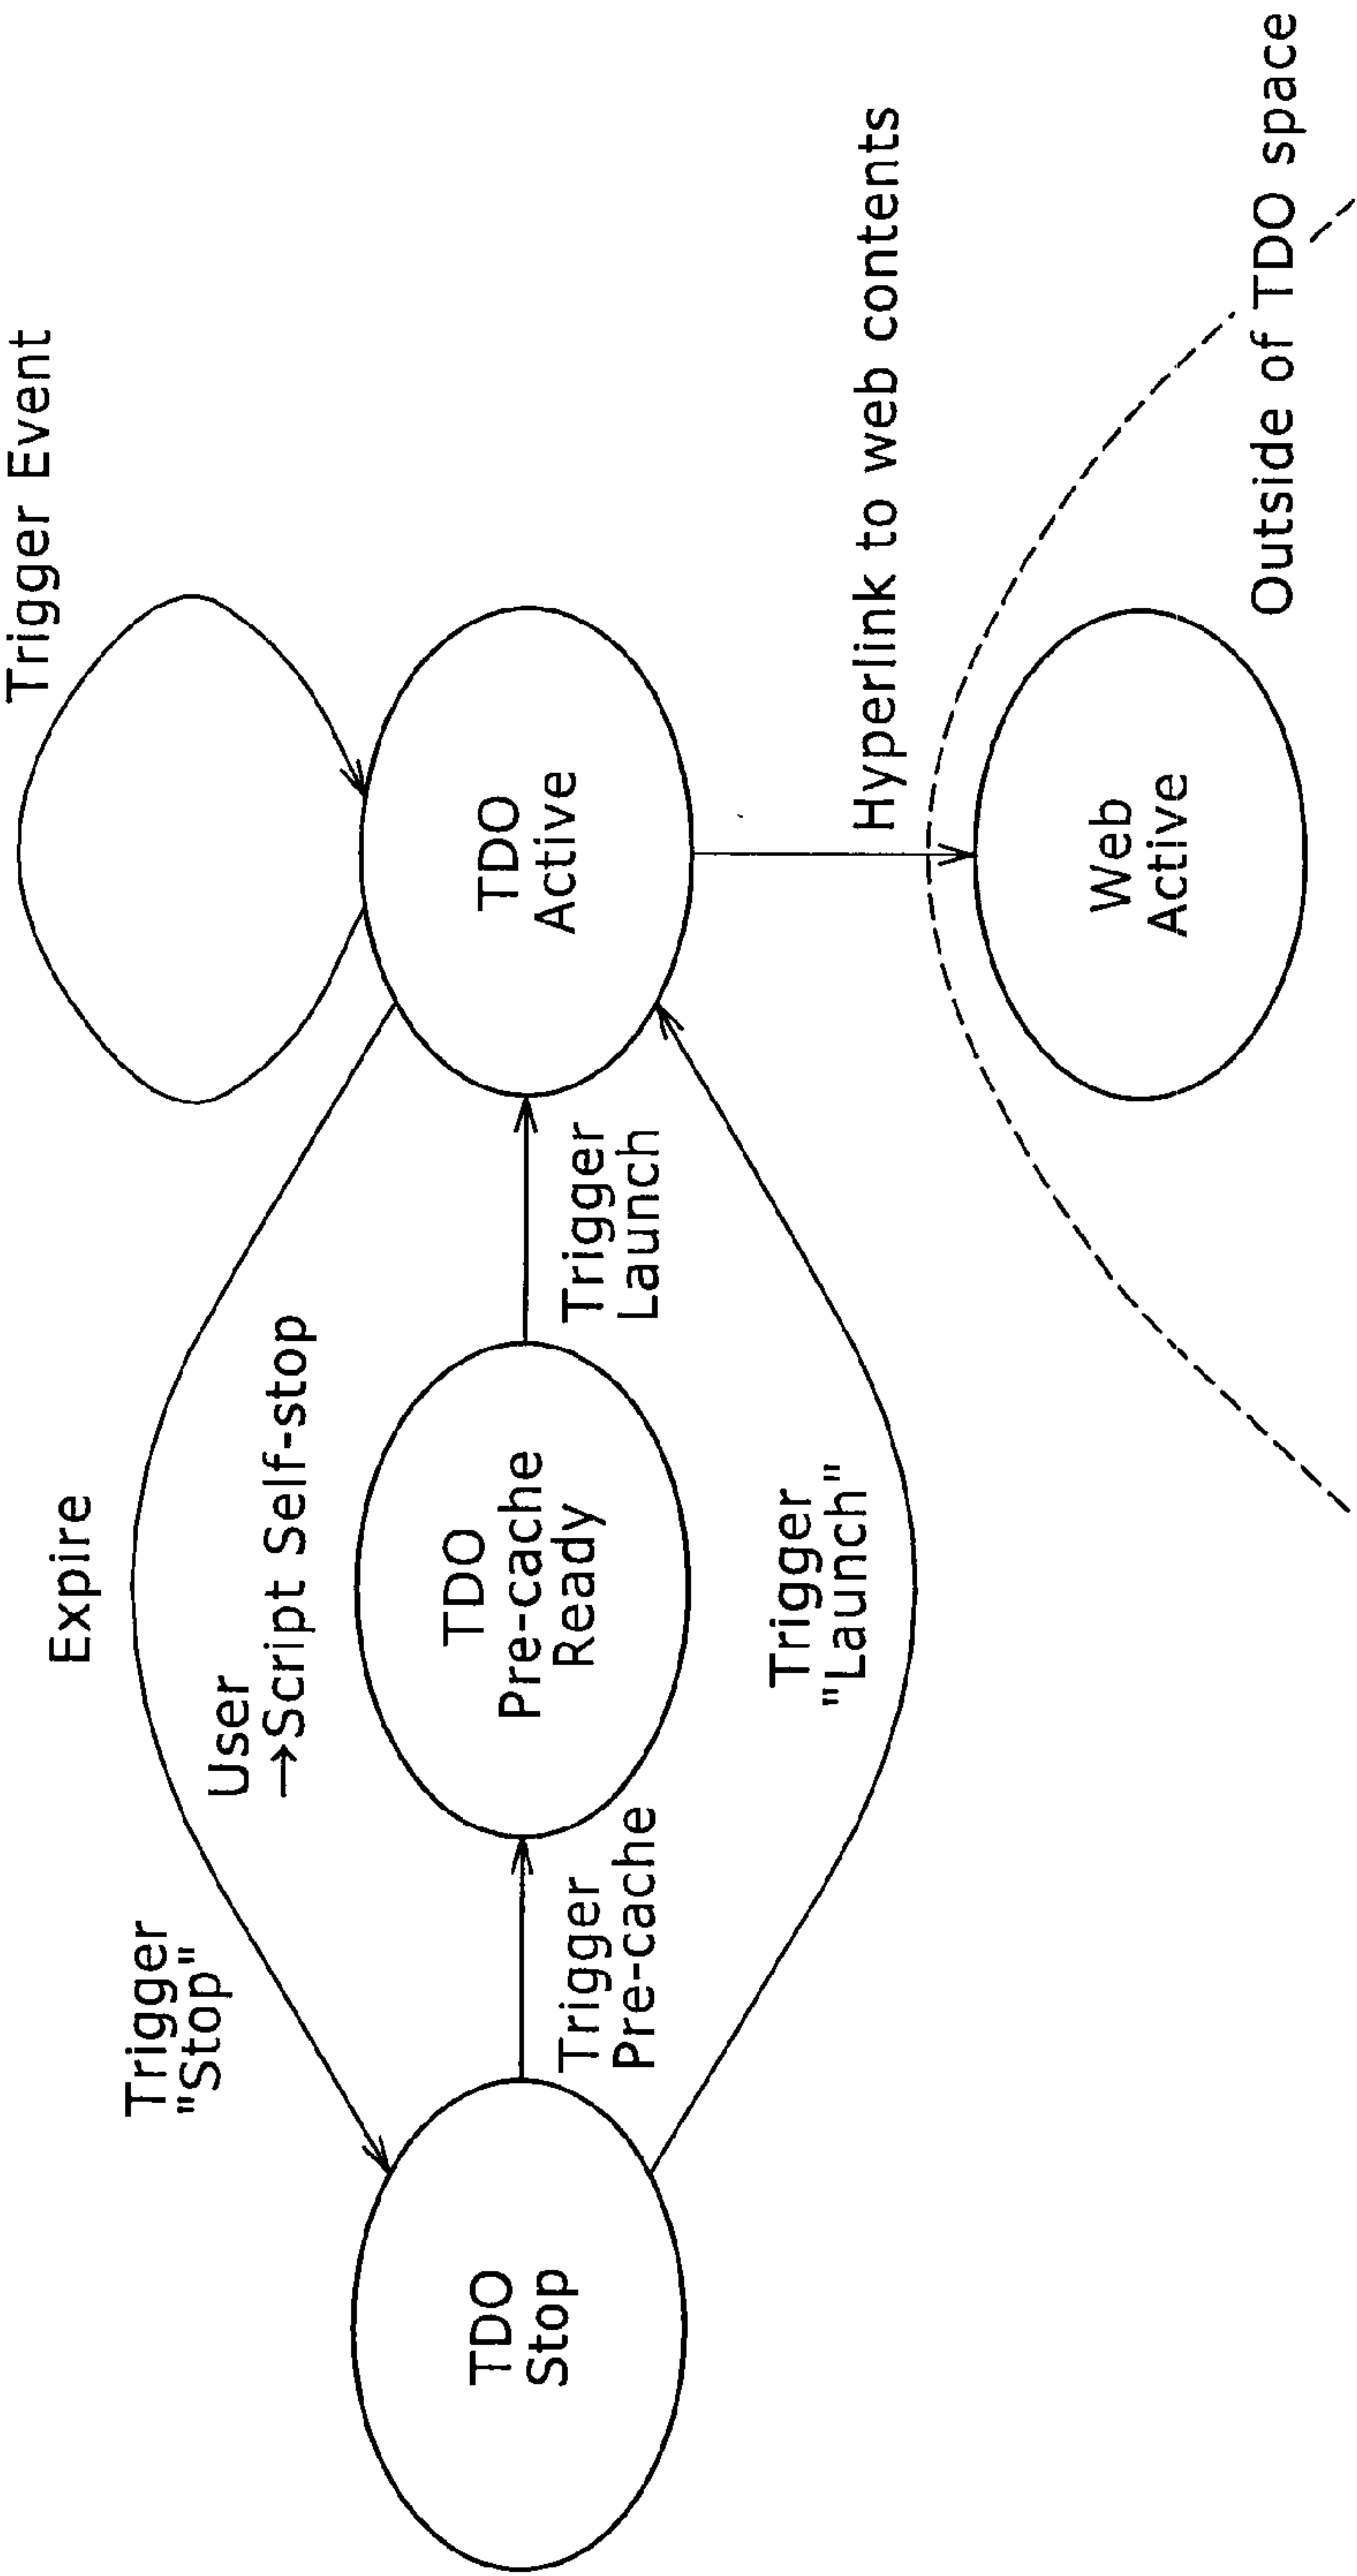 Trigger Event
Expire
Trigger
"Stop"
User
→Script Self-stop
TDO
Stop
Trigger
Pre-cache
TDO
Pre-cache
Ready
Trigger
Launch
TDO
Active
Trigger
"Launch"
Hyperlink to web contents
Web
Active
Outside of TDO space